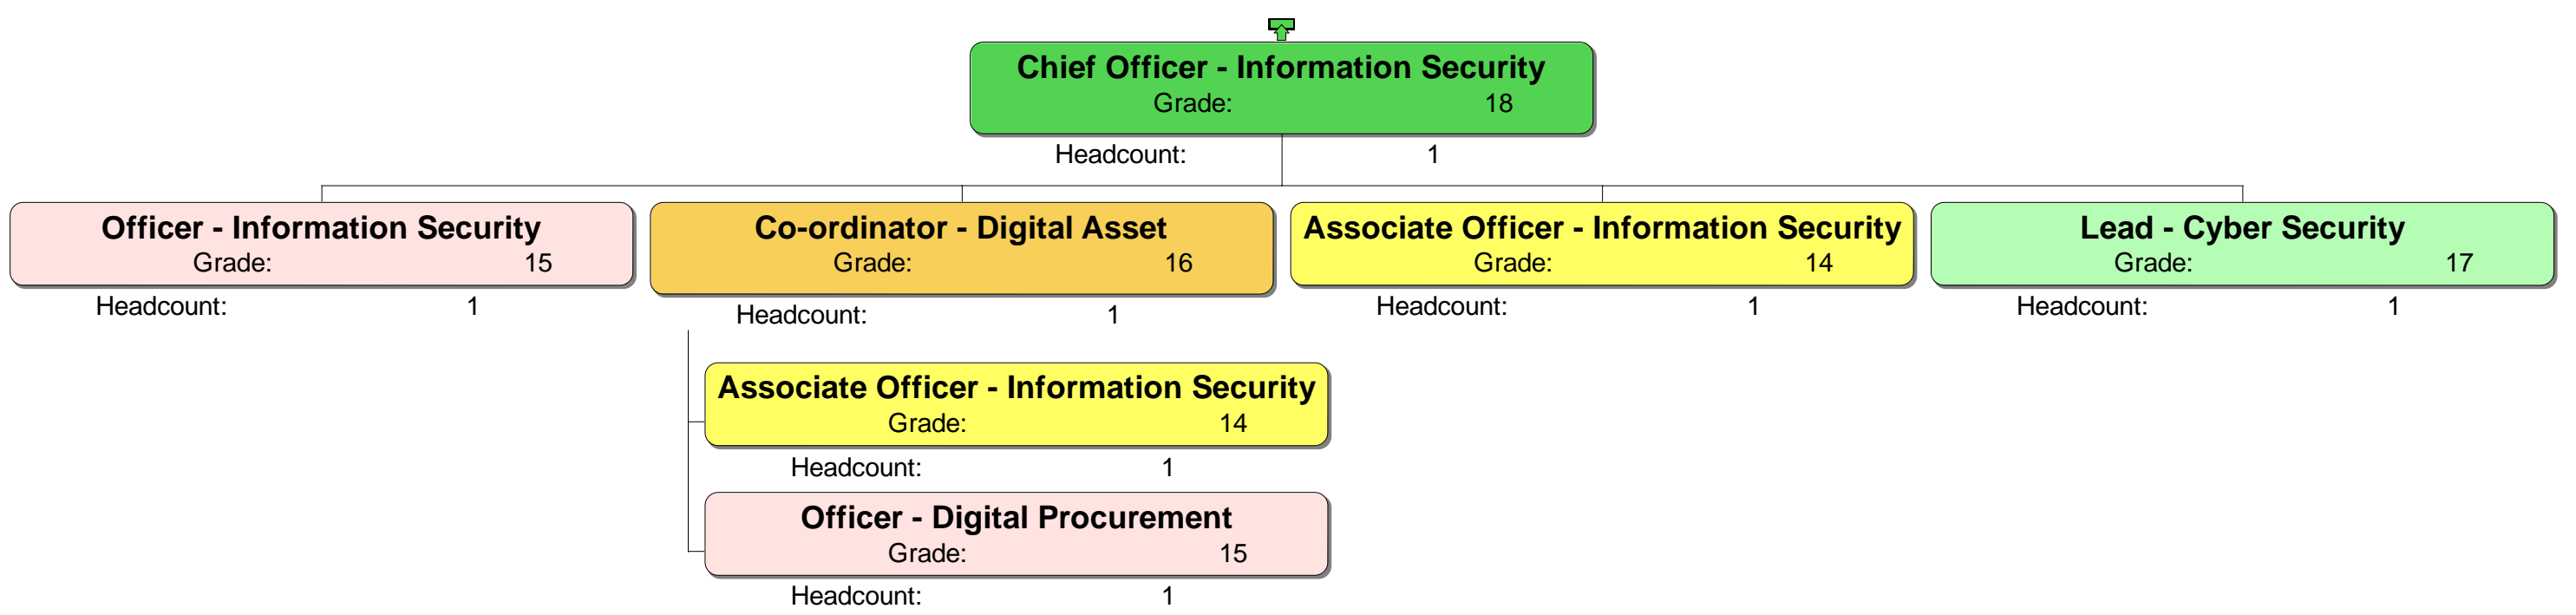 Chief Officer - Information Security
Grade: 18
Headcount: 1
Officer - Information Security
Grade: 15
Headcount: 1
Co-ordinator - Digital Asset
Grade: 16
Headcount: 1
Associate Officer - Information Security
Grade: 14
Headcount: 1
Lead - Cyber Security
Grade: 17
Headcount: 1
Associate Officer - Information Security
Grade: 14
Headcount: 1
Officer - Digital Procurement
Grade: 15
Headcount: 1